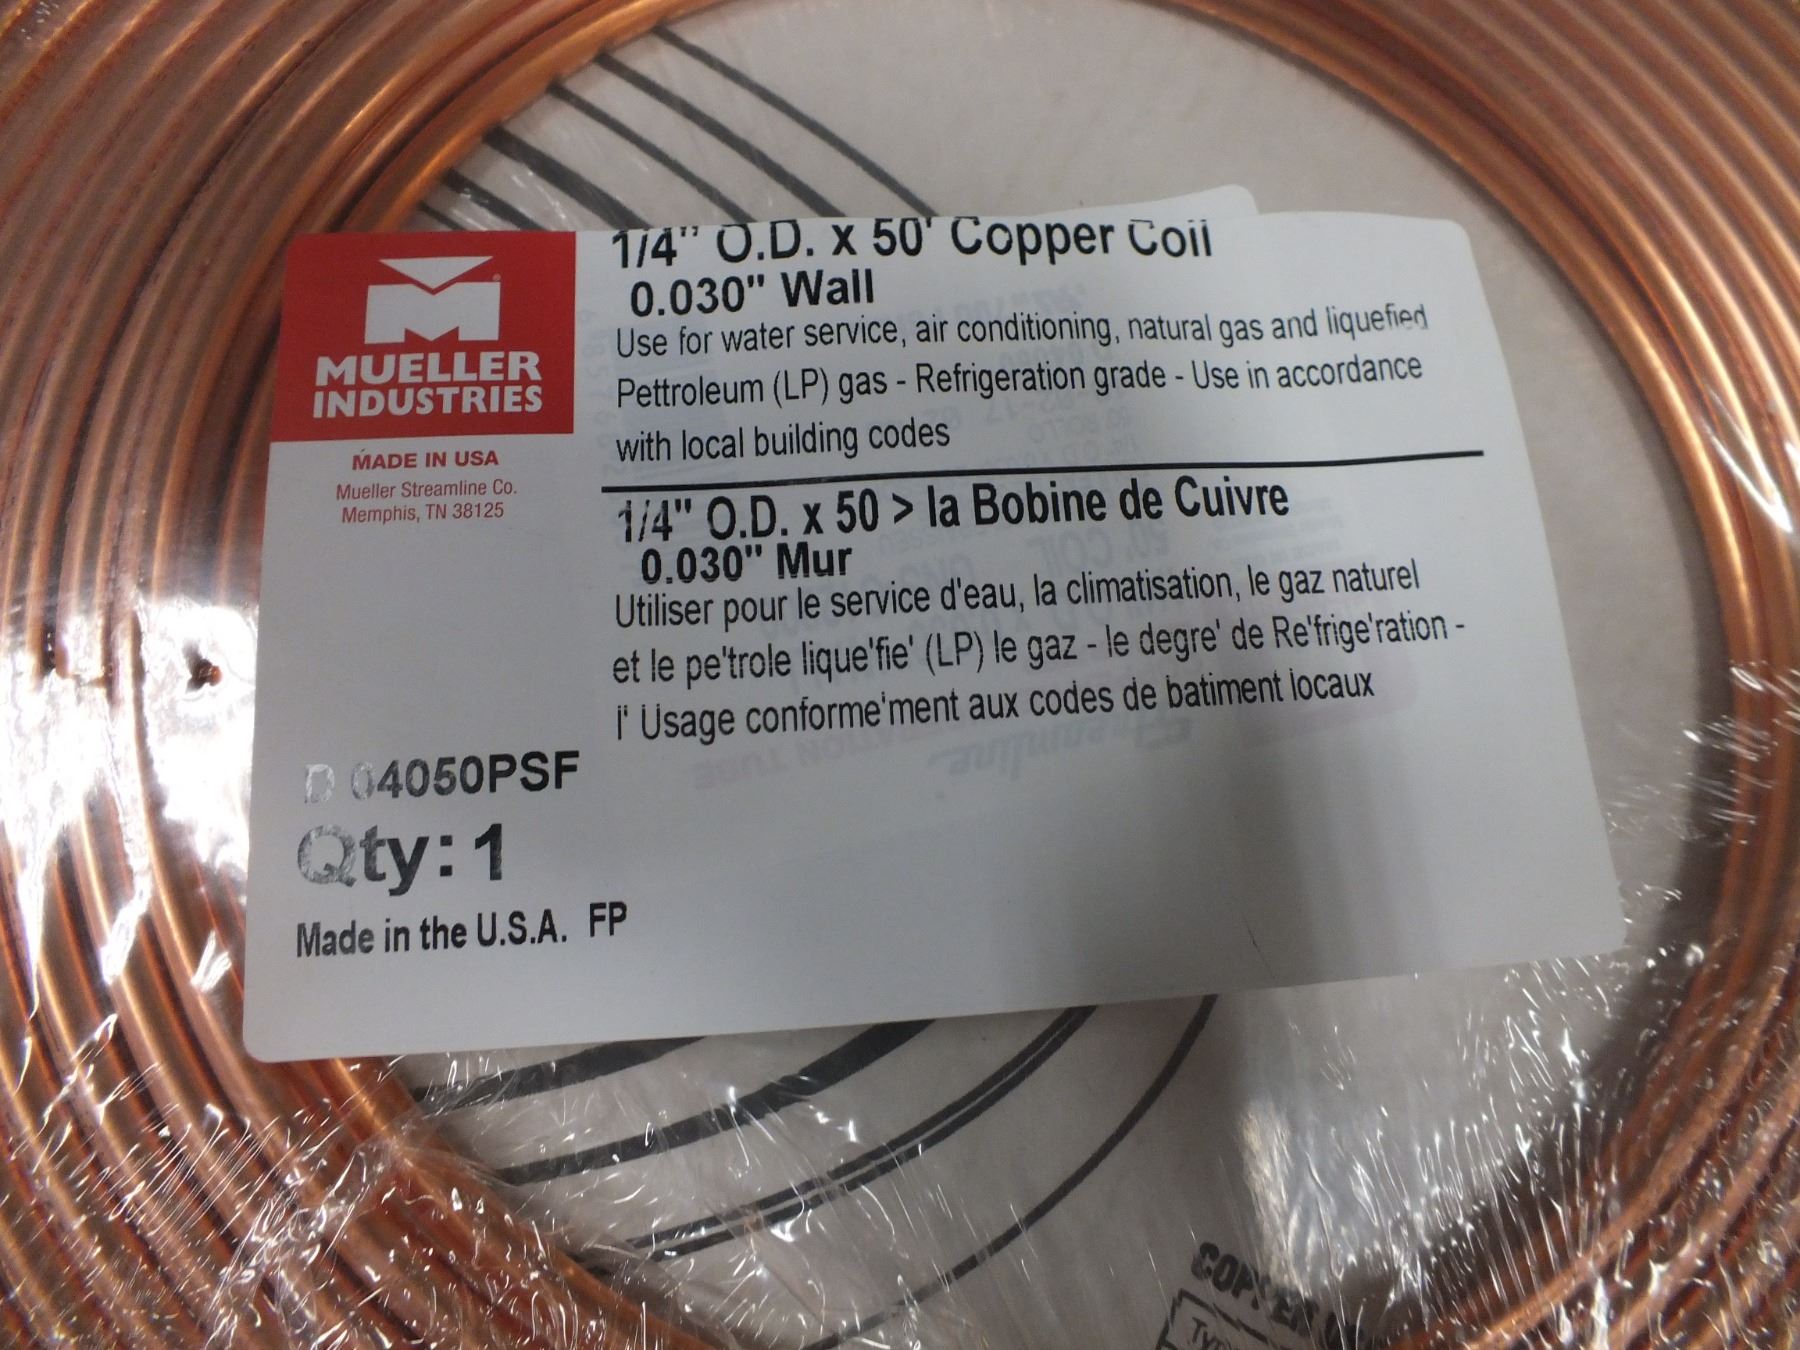 MUELLER
INDUSTRIES
MADE IN USA
Mueller Streamline Co.
Memphis, TN 38125
1/4" O.D. x 50' Copper Coil
0.030" Wall
Use for water service, air conditioning, natural gas and liquefied
Pettroleum (LP) gas - Refrigeration grade - Use in accordance
with local building codes
1/4" O.D. x 50 > la Bobine de Cuivre
0.030" Mur
Utiliser pour le service d'eau, la climatisation, le gaz naturel
et le pe'trole lique'fie' (LP) le gaz - le degre' de Re'frige'ration -
l' Usage conforme'ment aux codes de batiment locaux
D 04050PSF
Qty: 1
Made in the U.S.A. FP
COPPER